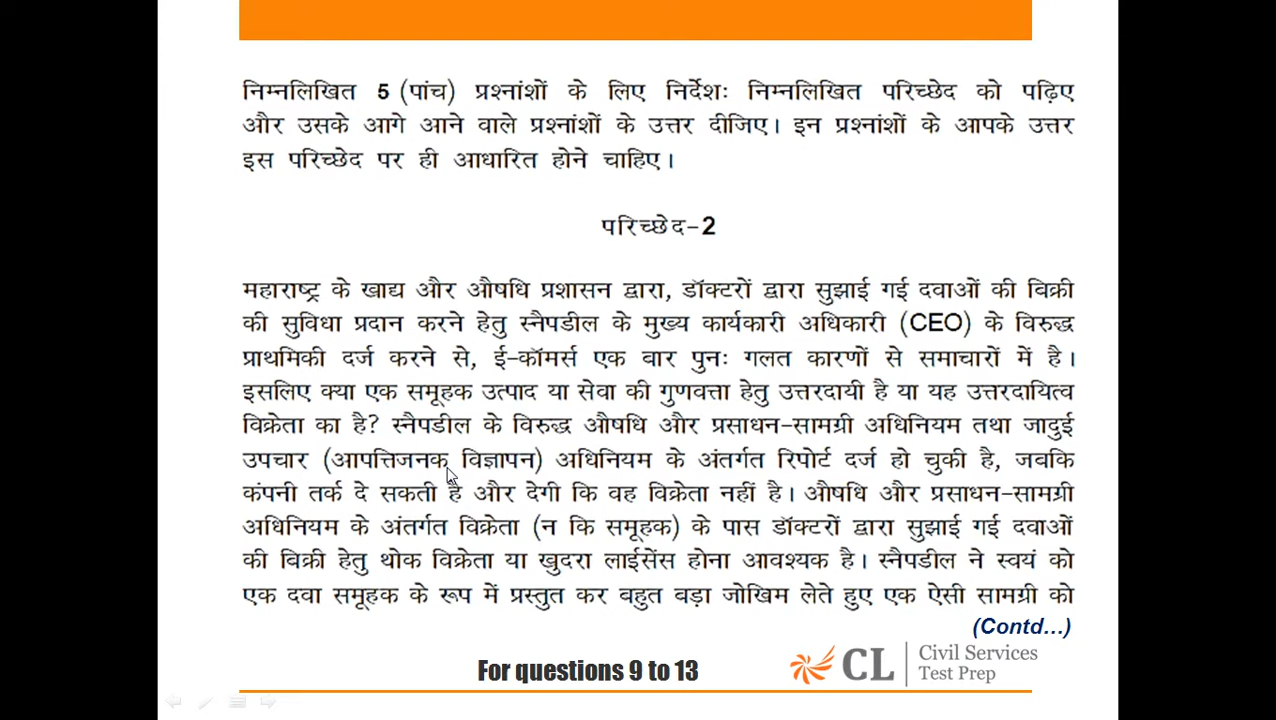 निम्नलिखित 5 (पांच) प्रश्नांशों के लिए निर्देशः निम्नलिखित परिच्छेद को पढ़िए
और उसके आगे आने वाले प्रश्नांशों के उत्तर दीजिए। इन प्रश्नांशों के आपके उत्तर
इस परिच्छेद पर ही आधारित होने चाहिए।
परिच्छेद-2
महाराष्ट्र के खाद्य और औषधि प्रशासन द्वारा, डॉक्टरों द्वारा सुझाई गई दवाओं की विक्री
की सुविधा प्रदान करने हेतु स्नैपडील के मुख्य कार्यकारी अधिकारी (CEO) के विरुद्ध
प्राथमिकी दर्ज करने से, ई-कॉमर्स एक बार पुनः गलत कारणों से समाचारों में है।
इसलिए क्या एक समूहक उत्पाद या सेवा की गुणवत्ता हेतु उत्तरदायी है या यह उत्तरदायित्व
विक्रेता का है? स्नैपडील के विरुद्ध औषधि और प्रसाधन-सामग्री अधिनियम तथा जादुई
उपचार (आपत्तिजनक विज्ञापन) अधिनियम के अंतर्गत रिपोर्ट दर्ज हो चुकी है, जबकि
कंपनी तर्क दे सकती है और देगी कि वह विक्रेता नहीं है। औषधि और प्रसाधन-सामग्री
अधिनियम के अंतर्गत विक्रेता (न कि समूहक) के पास डॉक्टरों द्वारा सुझाई गई दवाओं
की बिक्री हेतु थोक विक्रेता या खुदरा लाईसेंस होना आवश्यक है। स्नैपडील ने स्वयं को
एक दवा समूहक के रूप में प्रस्तुत कर बहुत बड़ा जोखिम लेते हुए एक ऐसी सामग्री को
(Contd...)
For questions 9 to 13
CL
Civil Services
Test Prep